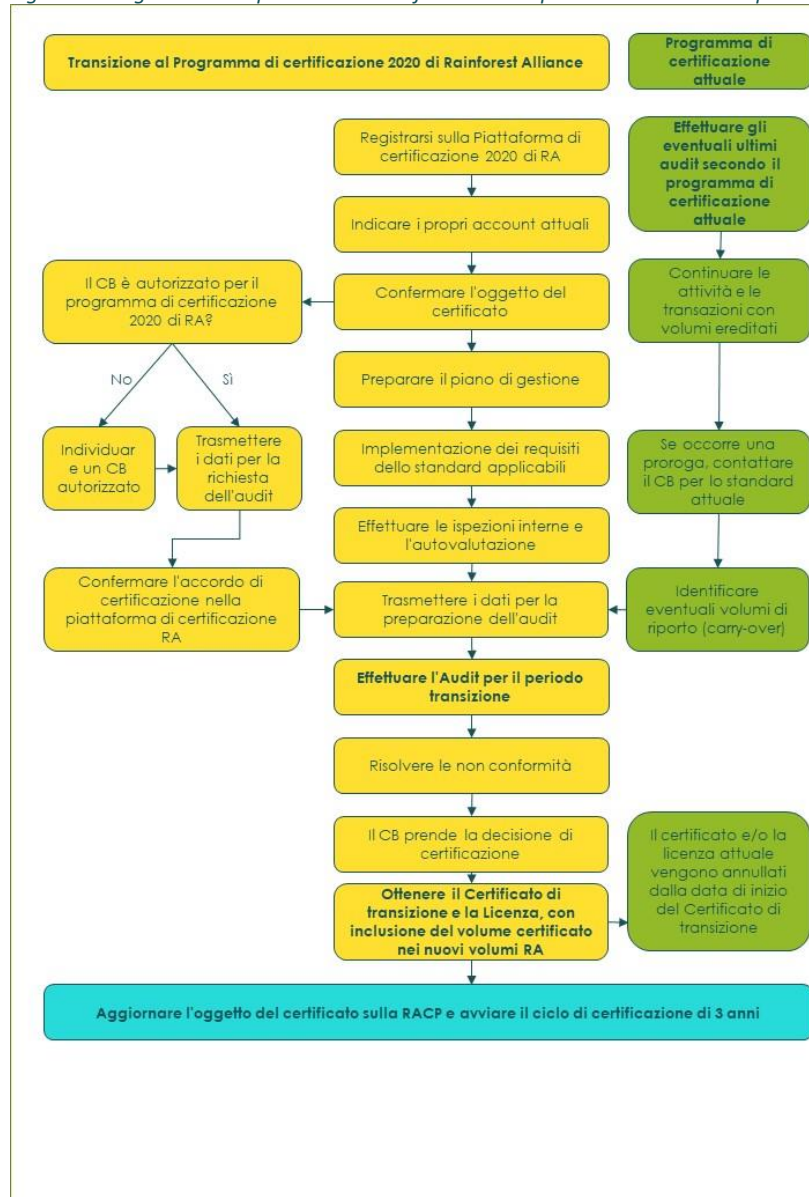 Transizione al Programma di certificazione 2020 di Rainforest Alliance
Programma di
certificazione
attuale
Registrarsi sulla Piattaforma di
certificazione 2020 di RA
Effettuare gli
eventuali ultimi
audit secondo il
programma di
certificazione
attuale
Indicare i propri account attuali
Il CB è autorizzato per il
programma di certificazione
2020 di RA?
Confermare l'oggetto del
certificato
Continuare le
attività e le
transazioni con
volumi ereditati
Preparare il piano di gestione
No
Sì
Individuar
e un CB
autorizzato
Trasmettere
i dati per la
richiesta
dell'audit
Implementazione dei requisiti
dello standard applicabili
Se occorre una
proroga, contattare
il CB per lo standard
attuale
Effettuare le ispezioni interne e
l'autovalutazione
Confermare l'accordo di
certificazione nella
piattaforma di certificazione
RA
Trasmettere i dati per la
preparazione dell'audit
Identificare
eventuali volumi di
riporto (carry-over)
Effettuare l'Audit per il periodo
transizione
Risolvere le non conformità
Il CB prende la decisione di
certificazione
Ottenere il Certificato di
transizione e la Licenza, con
inclusione del volume certificato
nei nuovi volumi RA
Il certificato e/o la
licenza attuale
vengono annullati
dalla data di inizio
del Certificato di
transizione
Aggiornare l'oggetto del certificato sulla RACP e avviare il ciclo di certificazione di 3 anni